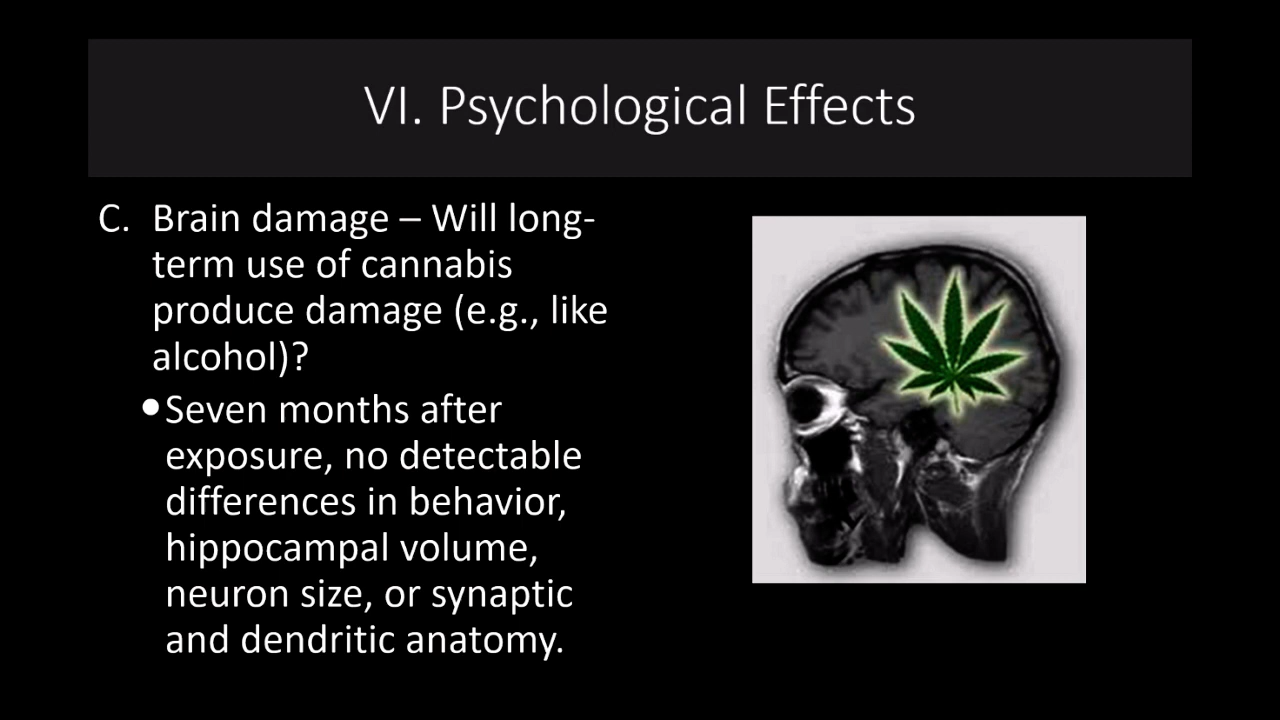 VI. Psychological Effects
C. Brain damage – Will long-
term use of cannabis
produce damage (e.g., like
alcohol)?
• Seven months after
exposure, no detectable
differences in behavior,
hippocampal volume,
neuron size, or synaptic
and dendritic anatomy.